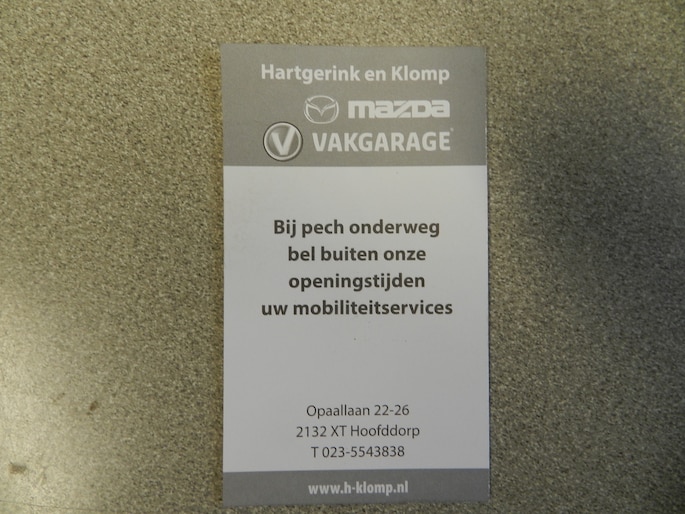 Hartgerink en Klomp
mazda
V VAKGARAGE
Bij pech onderweg
bel buiten onze
openingstijden
uw mobiliteitservices
Opaallaan 22-26
2132 XT Hoofddorp
T 023-5543838
www.h-klomp.nl